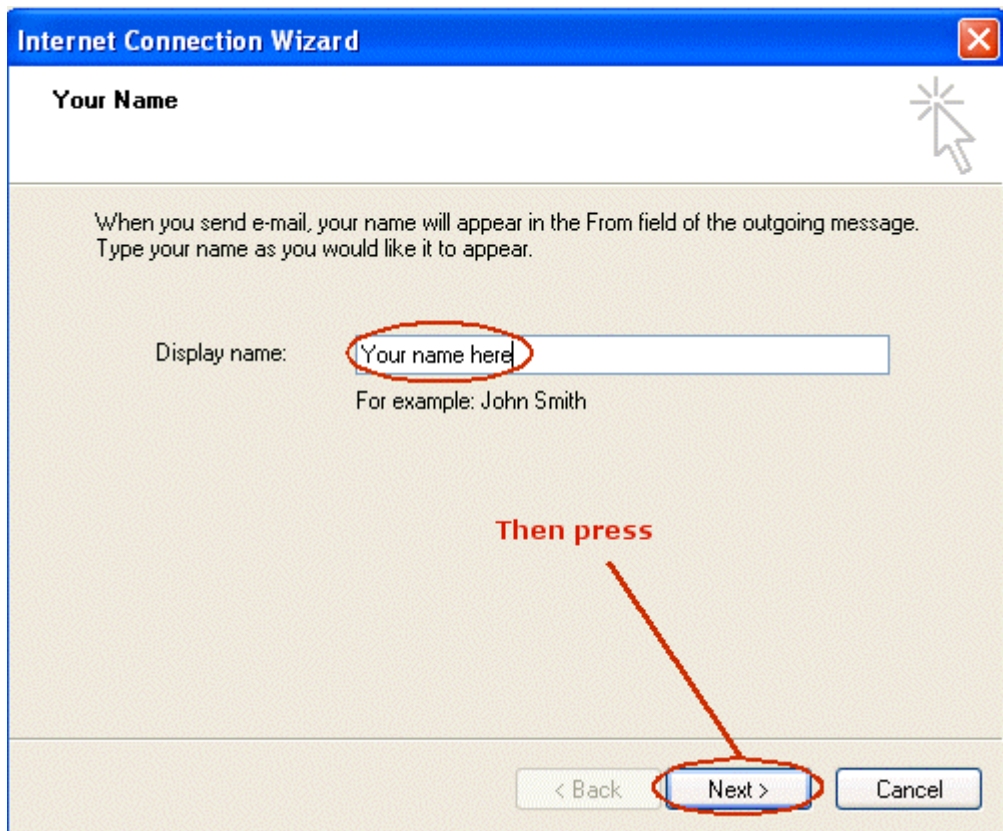 Internet Connection Wizard
Your Name
When you send e-mail, your name will appear in the From field of the outgoing message.
Type your name as you would like it to appear.
Display name: Your name here
For example: John Smith
Then press
< Back Next > Cancel